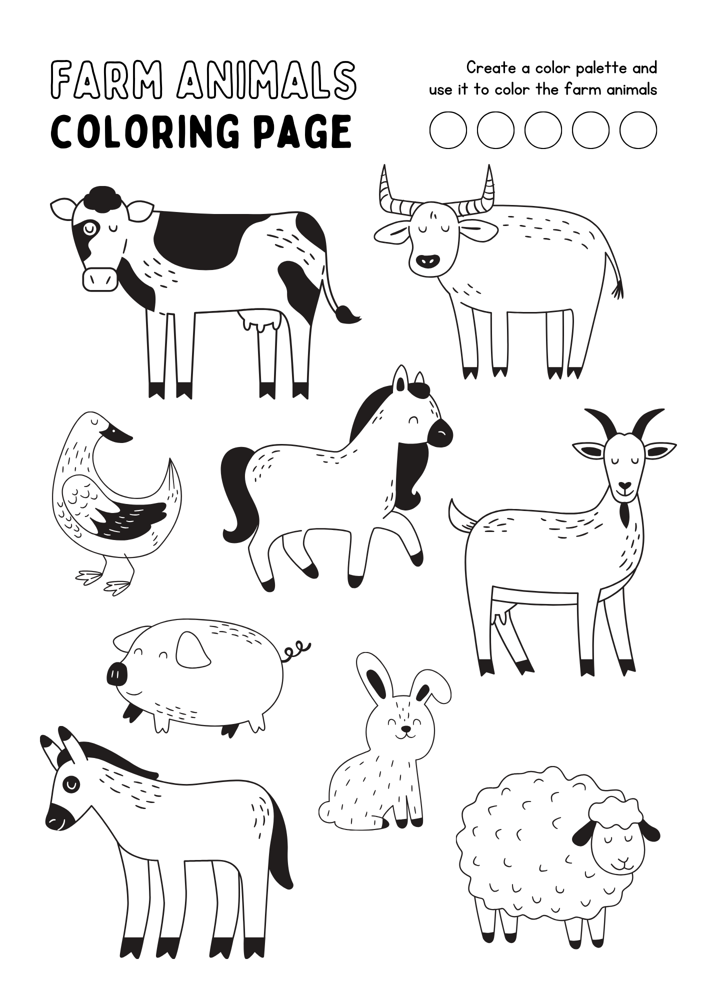 FARM ANIMALS
COLORING PAGE
Create a color palette and
use it to color the farm animals